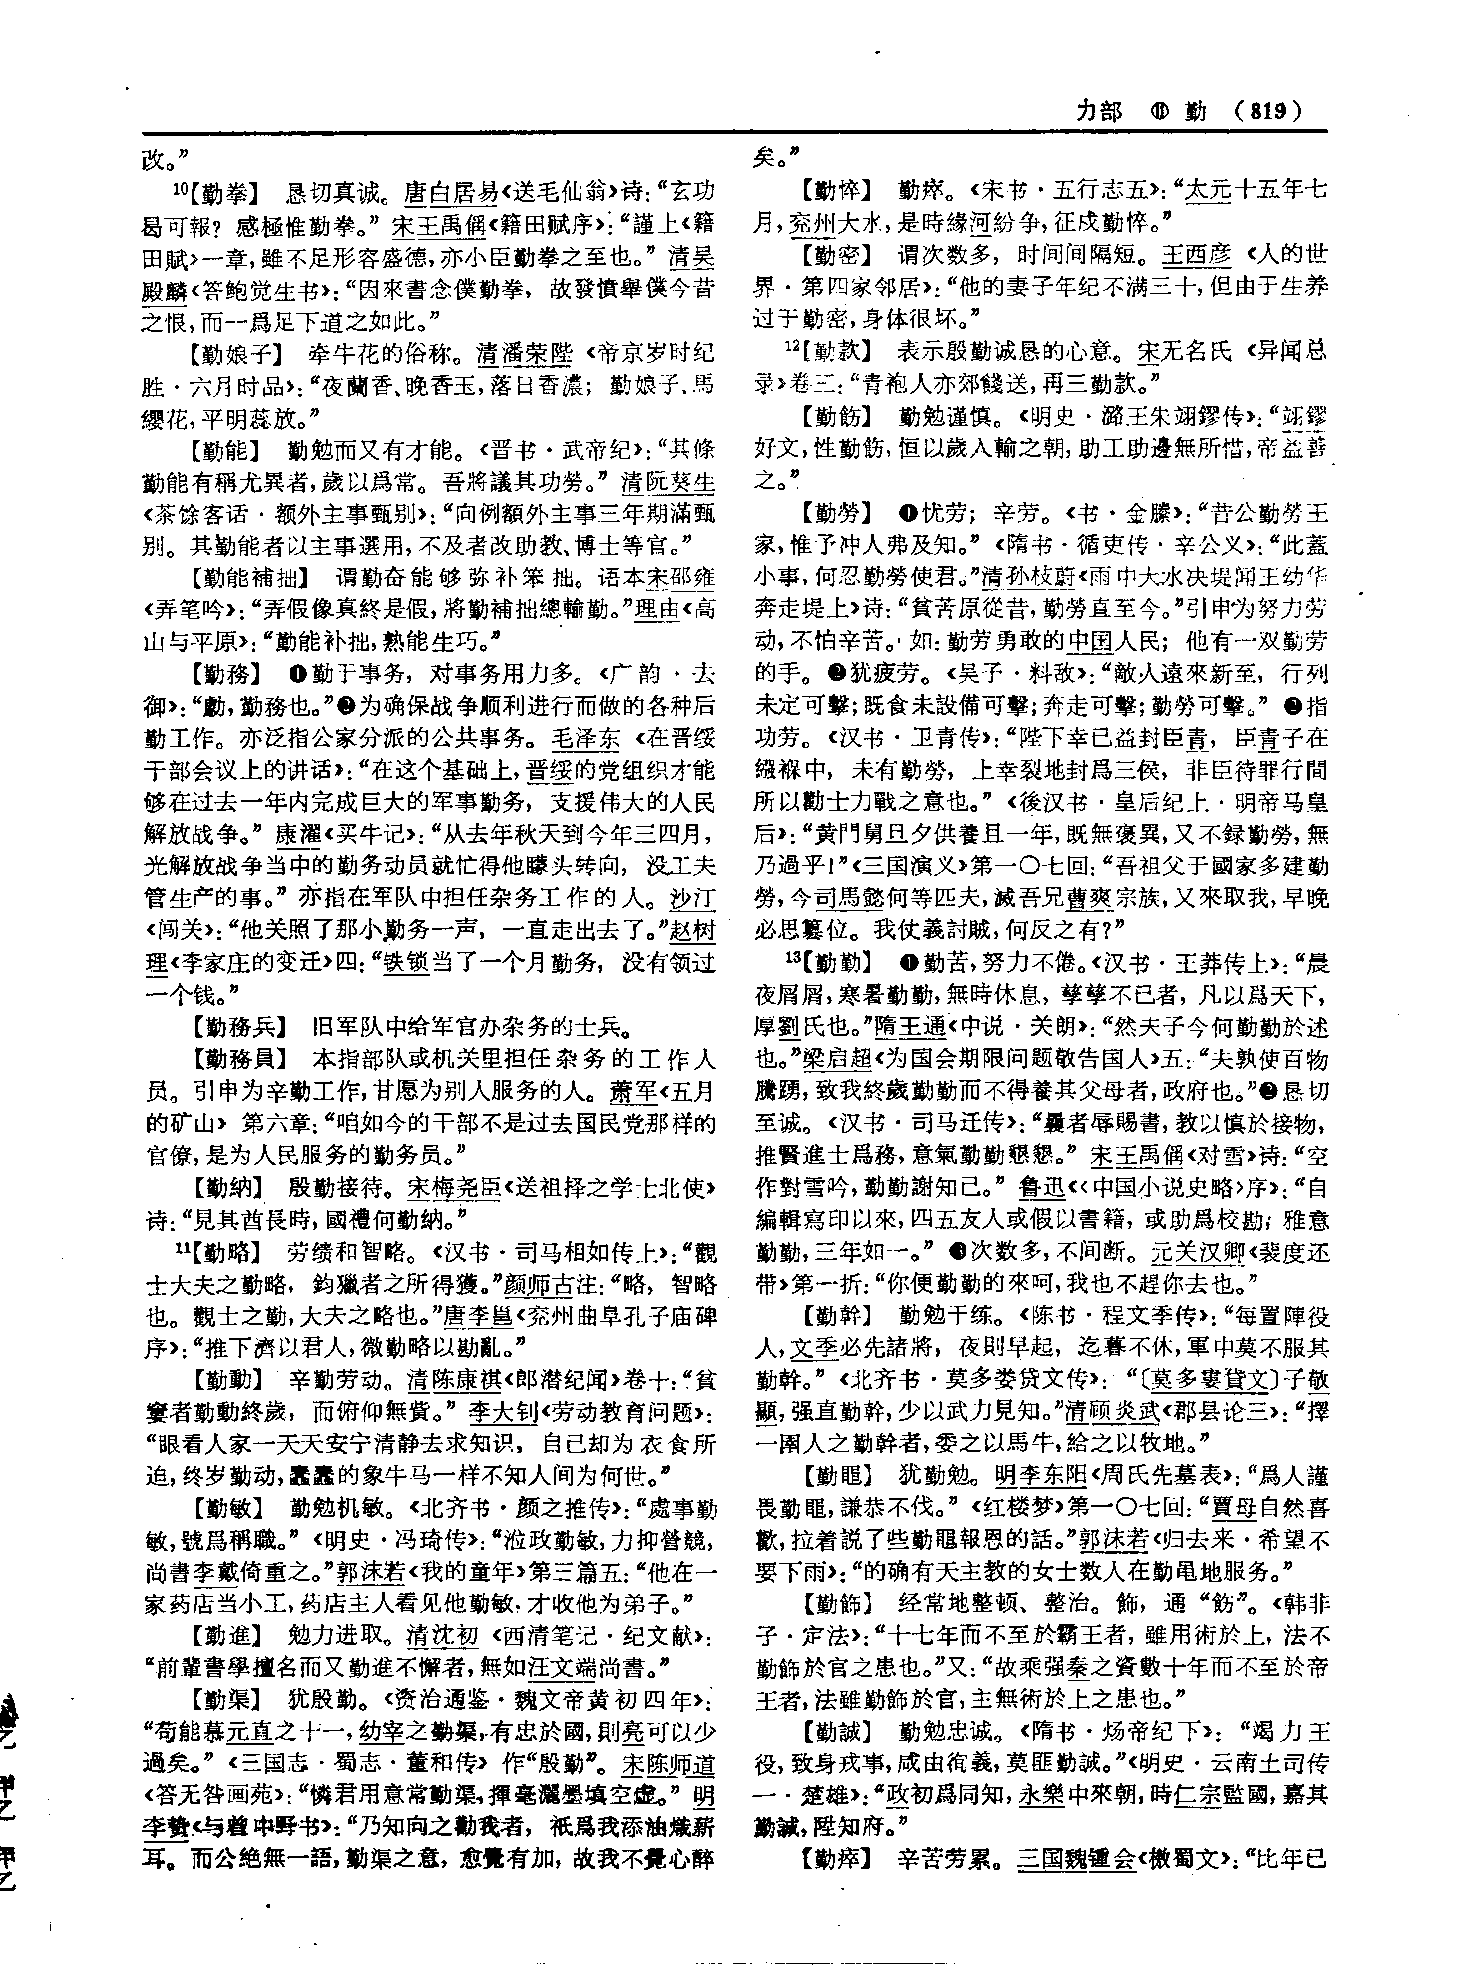 力部 ⑪ 勤 （819）
改。”
10【勤拳】 恳切真诚。唐白居易《送毛仙翁》诗：“玄功
曷可報？感極惟勤拳。”宋王禹偁《籍田赋序》：“謹上《籍
田賦》一章，雖不足形容盛德，亦小臣勤拳之至也。”清吴
殿麟《答鲍觉生书》：“因來書念僕勤拳，故發憤舉僕今昔
之恨，而一一爲足下道之如此。”
【勤娘子】 牵牛花的俗称。清潘荣陛《帝京岁时纪
胜·六月时品》：“夜蘭香、晚香玉，落日香濃；勤娘子、馬
纓花，平明蕊放。”
【勤能】 勤勉而又有才能。《晋书·武帝纪》：“其條
勤能有稱尤異者，歲以爲常。吾將議其功勞。”清阮葵生
《茶馀客话·额外主事甄别》：“向例額外主事三年期滿甄
别。其勤能者以主事選用，不及者改助教、博士等官。”
【勤能補拙】 谓勤奋能够弥补笨拙。语本宋邵雍
《弄笔吟》：“弄假像真終是假，將勤補拙總輸勤。”理由《高
山与平原》：“勤能补拙，熟能生巧。”
【勤務】 ❶勤于事务，对事务用力多。《广韵·去
御》：“勴，勤務也。”❷为确保战争顺利进行而做的各种后
勤工作。亦泛指公家分派的公共事务。毛泽东《在晋绥
干部会议上的讲话》：“在这个基础上，晋绥的党组织才能
够在过去一年内完成巨大的军事勤务，支援伟大的人民
解放战争。”康濯《买牛记》：“从去年秋天到今年三四月，
光解放战争当中的勤务动员就忙得他矇头转向，没工夫
管生产的事。”亦指在军队中担任杂务工作的人。沙汀
《闯关》：“他关照了那小勤务一声，一直走出去了。”赵树
理《李家庄的变迁》四：“铁锁当了一个月勤务，没有领过
一个钱。”
【勤務兵】 旧军队中给军官办杂务的士兵。
【勤務員】 本指部队或机关里担任杂务的工作人
员。引申为辛勤工作，甘愿为别人服务的人。萧军《五月
的矿山》第六章：“咱如今的干部不是过去国民党那样的
官僚，是为人民服务的勤务员。”
【勤納】 殷勤接待。宋梅尧臣《送祖择之学士北使》
诗：“見其酋長時，國禮何勤納。”
11【勤略】 劳绩和智略。《汉书·司马相如传上》：“觀
士大夫之勤略，鈞獵者之所得獲。”颜师古注：“略，智略
也。觀士之勤，大夫之略也。”唐李邕《兖州曲阜孔子庙碑
序》：“推下濟以君人，微勤略以勘亂。”
【勤動】 辛勤劳动。清陈康祺《郎潜纪闻》卷十：“貧
窶者勤動終歲，而俯仰無貲。”李大钊《劳动教育问题》：
“眼看人家一天天安宁清静去求知识，自己却为衣食所
迫，终岁勤动，蠢蠢的象牛马一样不知人间为何世。”
【勤敏】 勤勉机敏。《北齐书·颜之推传》：“處事勤
敏，號爲稱職。”《明史·冯琦传》：“涖政勤敏，力抑營競，
尚書李戴倚重之。”郭沫若《我的童年》第三篇五：“他在一
家药店当小工，药店主人看见他勤敏，才收他为弟子。”
【勤進】 勉力进取。清沈初《西清笔记·纪文献》：
“前輩書學擅名而又勤進不懈者，無如汪文端尚書。”
【勤渠】 犹殷勤。《资治通鉴·魏文帝黄初四年》：
“苟能慕元直之十一，幼宰之勤渠，有忠於國，則亮可以少
過矣。”《三国志·蜀志·董和传》作“殷勤”。宋陈师道
《答无咎画苑》：“憐君用意常勤渠，揮毫灑墨填空虚。”明
李贽《与曾中野书》：“乃知向之勸我者，祇爲我添油熾薪
耳。而公絶無一語，勤渠之意，愈覺有加，故我不覺心醉
矣。”
【勤悴】 勤瘁。《宋书·五行志五》：“太元十五年七
月，兖州大水，是時緣河紛争，征戍勤悴。”
【勤密】 谓次数多，时间间隔短。王西彦《人的世
界·第四家邻居》：“他的妻子年纪不满三十，但由于生养
过于勤密，身体很坏。”
12【勤款】 表示殷勤诚恳的心意。宋无名氏《异闻总
录》卷三：“青袍人亦郊餞送，再三勤款。”
【勤飭】 勤勉谨慎。《明史·潞王朱翊鏐传》：“翊鏐
好文，性勤飭，恒以歲入輸之朝，助工助邊無所惜，帝益善
之。”
【勤勞】 ❶忧劳；辛劳。《书·金縢》：“昔公勤勞王
家，惟予冲人弗及知。”《隋书·循吏传·辛公义》：“此蓋
小事，何忍勤勞使君。”清孙枝蔚《雨中大水决堤闻王幼华
奔走堤上》诗：“貧苦原從昔，勤勞直至今。”引申为努力劳
动，不怕辛苦。如：勤劳勇敢的中国人民；他有一双勤劳
的手。❷犹疲劳。《吴子·料敌》：“敵人遠來新至，行列
未定可擊；既食未設備可擊；奔走可擊；勤勞可擊。”❸指
功劳。《汉书·卫青传》：“陛下幸已益封臣青，臣青子在
繈褓中，未有勤勞，上幸裂地封爲三侯，非臣待罪行間
所以勸士力戰之意也。”《後汉书·皇后纪上·明帝马皇
后》：“黄門舅旦夕供養且一年，既無褒異，又不録勤勞，無
乃過乎！”《三国演义》第一〇七回：“吾祖父于國家多建勤
勞，今司馬懿何等匹夫，滅吾兄曹爽宗族，又來取我，早晚
必思篡位。我仗義討賊，何反之有？”
13【勤勤】 ❶勤苦，努力不倦。《汉书·王莽传上》：“晨
夜屑屑，寒暑勤勤，無時休息，孳孳不已者，凡以爲天下，
厚劉氏也。”隋王通《中说·关朗》：“然夫子今何勤勤於述
也。”梁启超《为国会期限问题敬告国人》五：“夫孰使百物
騰踴，致我終歲勤勤而不得養其父母者，政府也。”❷恳切
至诚。《汉书·司马迁传》：“曩者辱賜書，教以慎於接物，
推賢進士爲務，意氣勤勤懇懇。”宋王禹偁《对雪》诗：“空
作對雪吟，勤勤謝知己。”鲁迅《〈中国小说史略〉序》：“自
編輯寫印以來，四五友人或假以書籍，或助爲校勘；雅意
勤勤，三年如一。”❸次数多，不间断。元关汉卿《裴度还
带》第一折：“你便勤勤的來呵，我也不趕你去也。”
【勤幹】 勤勉干练。《陈书·程文季传》：“每置陣役
人，文季必先諸將，夜則早起，迄暮不休，軍中莫不服其
勤幹。”《北齐书·莫多娄贷文传》：“〔莫多婁貸文〕子敬
顯，强直勤幹，少以武力見知。”清顾炎武《郡县论三》：“擇
一圉人之勤幹者，委之以馬牛，給之以牧地。”
【勤黽】 犹勤勉。明李东阳《周氏先墓表》：“爲人謹
畏勤黽，謙恭不伐。”《红楼梦》第一〇七回：“賈母自然喜
歡，拉着説了些勤黽報恩的話。”郭沫若《归去来·希望不
要下雨》：“的确有天主教的女士数人在勤黾地服务。”
【勤飾】 经常地整顿、整治。飾，通“飭”。《韩非
子·定法》：“十七年而不至於霸王者，雖用術於上，法不
勤飾於官之患也。”又：“故乘强秦之資數十年而不至於帝
王者，法雖勤飾於官，主無術於上之患也。”
【勤誠】 勤勉忠诚。《隋书·炀帝纪下》：“竭力王
役，致身戎事，咸由徇義，莫匪勤誠。”《明史·云南土司传
一·楚雄》：“政初爲同知，永樂中來朝，時仁宗監國，嘉其
勤誠，陞知府。”
【勤瘁】 辛苦劳累。三国魏锺会《檄蜀文》：“比年已